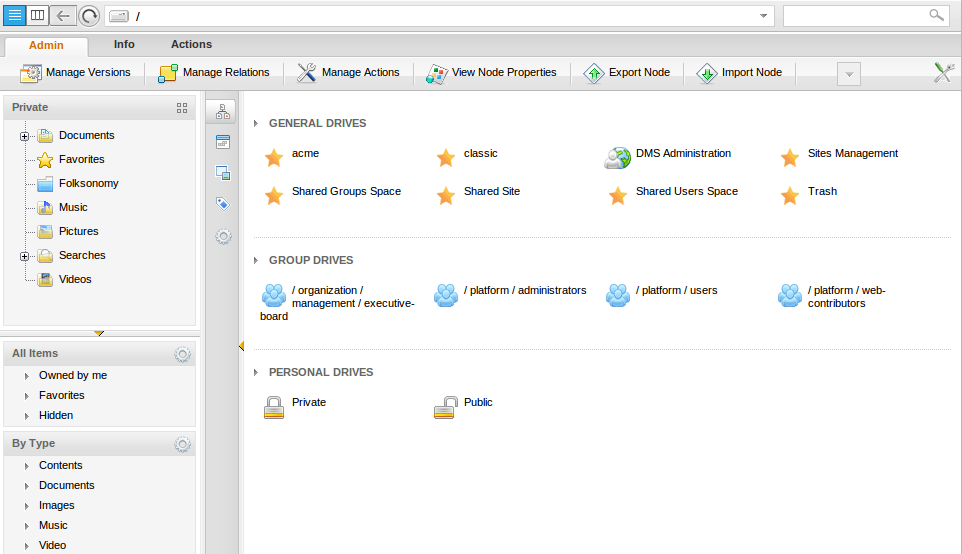 /
Admin Info Actions
Manage Versions Manage Relations Manage Actions View Node Properties Export Node Import Node
Private
Documents
Favorites
Folksonomy
Music
Pictures
Searches
Videos
All Items
Owned by me
Favorites
Hidden
By Type
Contents
Documents
Images
Music
Video
GENERAL DRIVES
acme classic DMS Administration Sites Management
Shared Groups Space Shared Site Shared Users Space Trash
GROUP DRIVES
/ organization /
management / executive-
board
/ platform / administrators
/ platform / users
/ platform / web-
contributors
PERSONAL DRIVES
Private Public